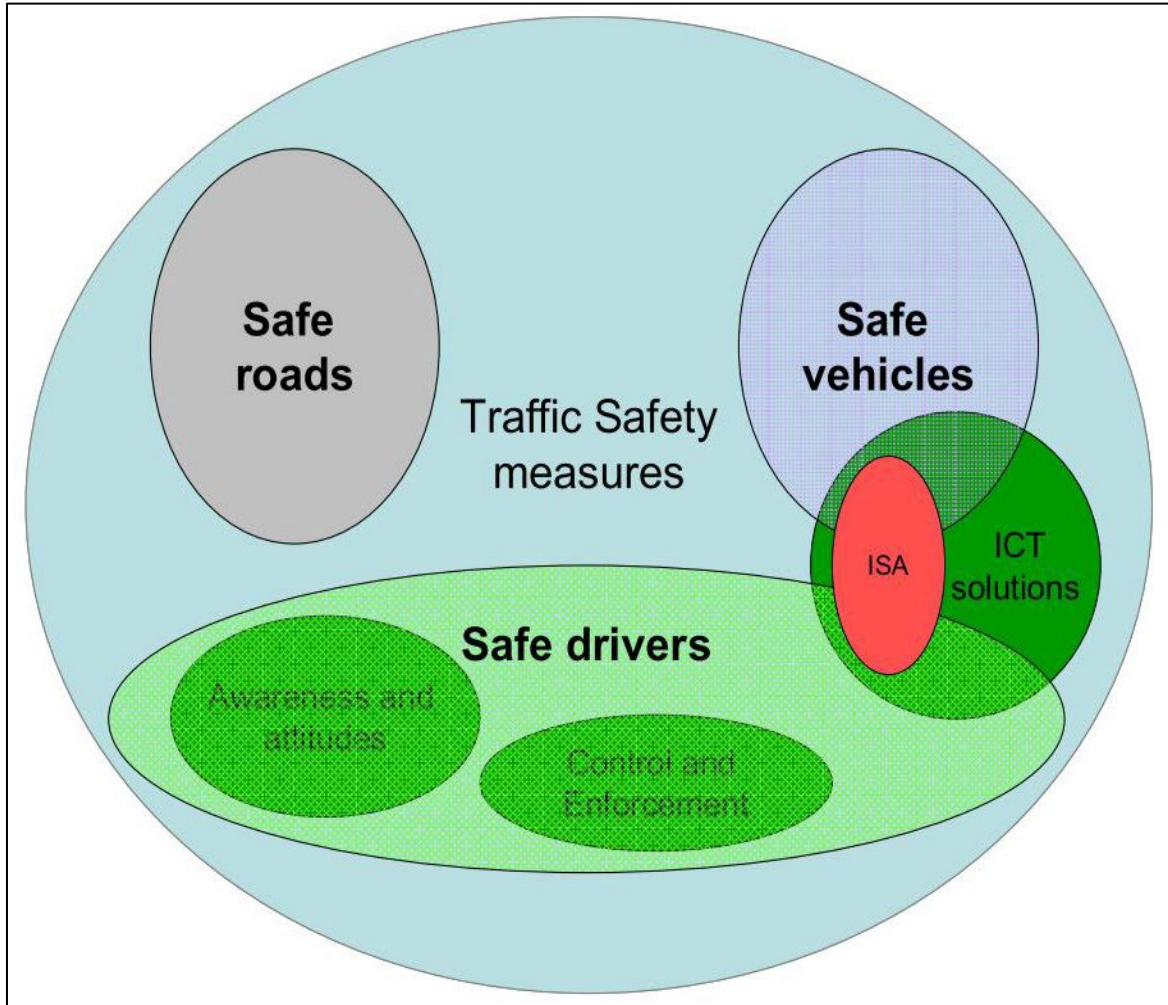 Safe
roads
Safe
vehicles
Traffic Safety
measures
ISA
ICT
solutions
Safe drivers
Awareness and
attitudes
Control and
Enforcement